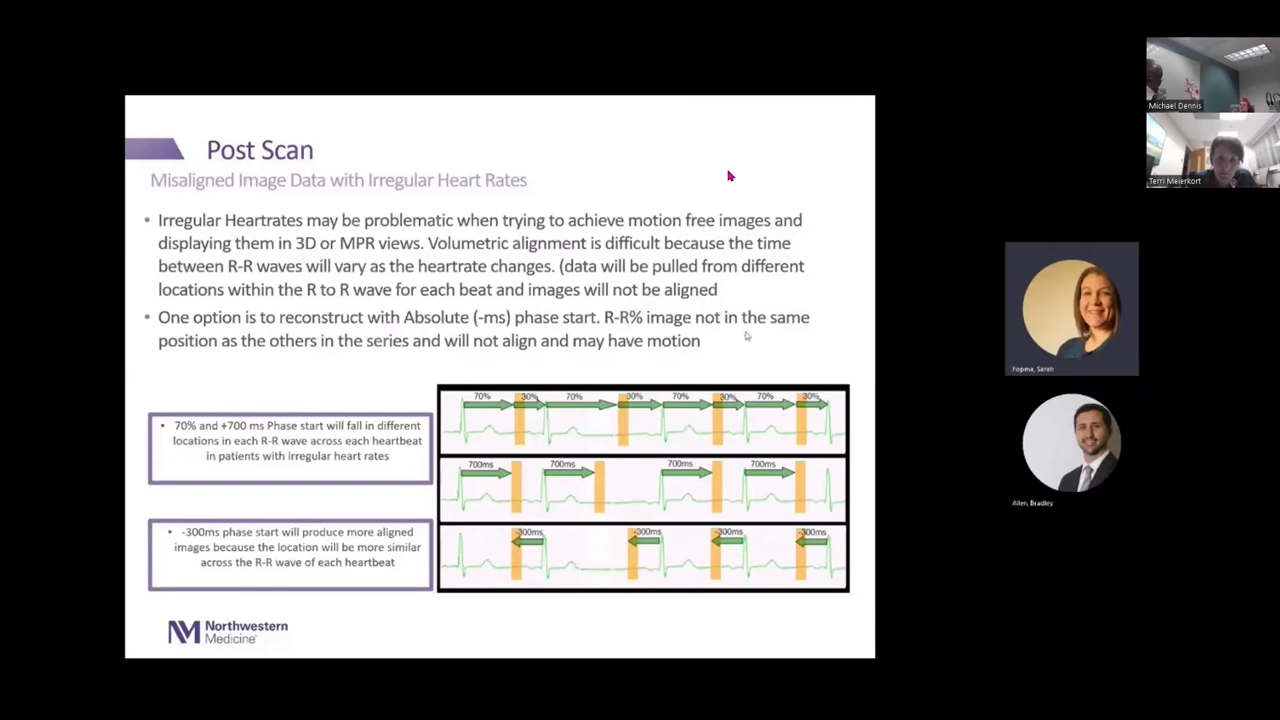 Post Scan
Misaligned Image Data with Irregular Heart Rates
• Irregular Heartrates may be problematic when trying to achieve motion free images and
displaying them in 3D or MPR views. Volumetric alignment is difficult because the time
between R-R waves will vary as the heartrate changes. (data will be pulled from different
locations within the R to R wave for each beat and images will not be aligned
• One option is to reconstruct with Absolute (-ms) phase start. R-R% image not in the same
position as the others in the series and will not align and may have motion
• 70% and +700 ms Phase start will fall in different
locations in each R-R wave across each heartbeat
in patients with irregular heart rates
• -300ms phase start will produce more aligned
images because the location will be more similar
across the R-R wave of each heartbeat
70% 30% 70% 30% 70% 30% 70% 30%
700ms 700ms 700ms 700ms
-300ms -300ms -300ms -300ms
NM Northwestern
Medicine
Michael Dennis
Terri Meierkort
Fopma, Sarah
Allen, Bradley